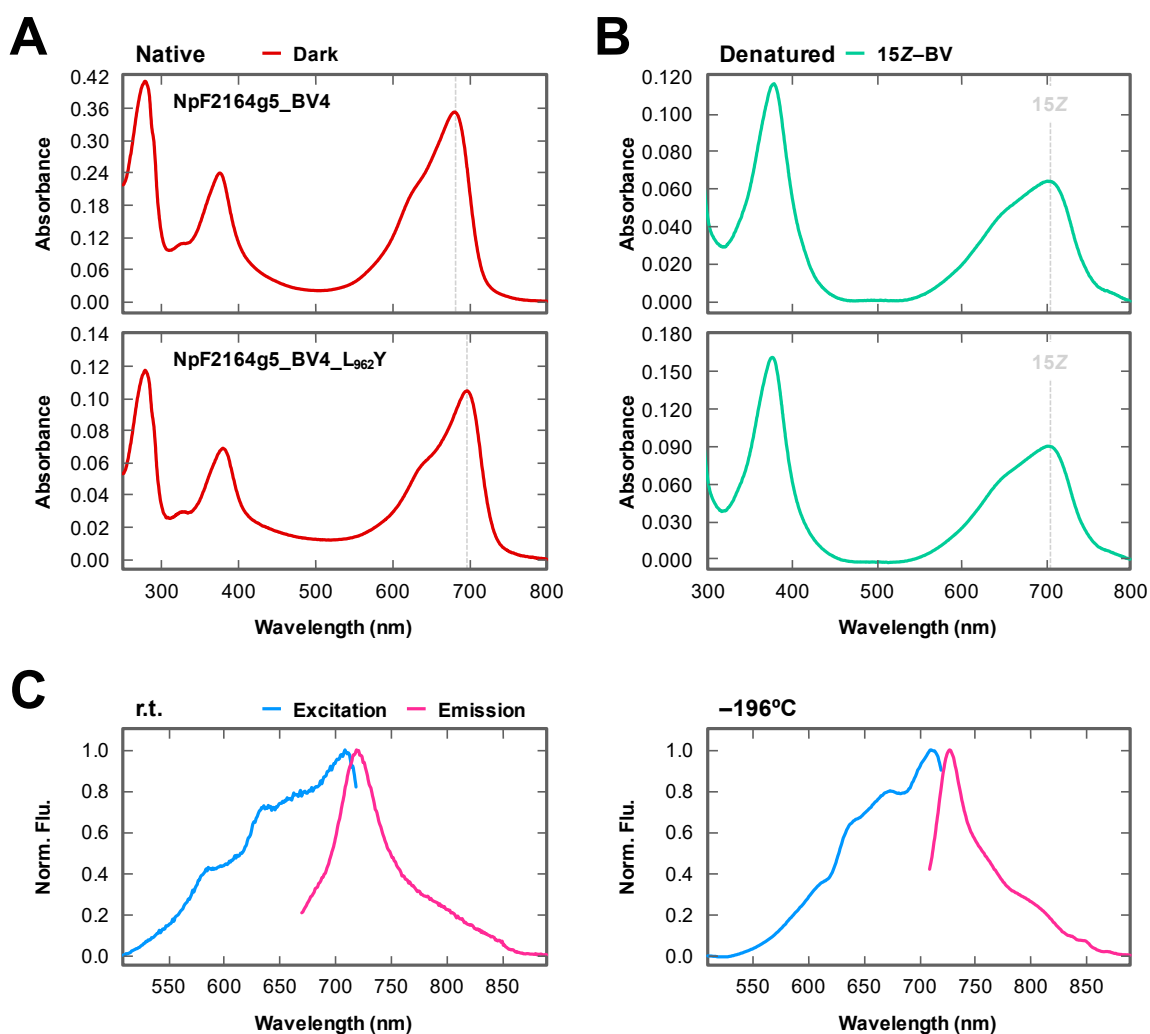 A
Native
Dark
NpF2164g5_BV4
Absorbance
0.42
0.36
0.30
0.24
0.18
0.12
0.06
0.00
NpF2164g5_BV4_L₉₆₂Y
Absorbance
0.14
0.12
0.10
0.08
0.06
0.04
0.02
0.00
300 400 500 600 700 800
Wavelength (nm)
B
Denatured
15Z–BV
15Z
Absorbance
0.120
0.100
0.080
0.060
0.040
0.020
0.000
15Z
Absorbance
0.180
0.150
0.120
0.090
0.060
0.030
0.000
300 400 500 600 700 800
Wavelength (nm)
C
r.t.
Excitation
Emission
Norm. Flu.
1.0
0.8
0.6
0.4
0.2
0.0
550 600 650 700 750 800 850
Wavelength (nm)
–196ºC
Norm. Flu.
1.0
0.8
0.6
0.4
0.2
0.0
550 600 650 700 750 800 850
Wavelength (nm)